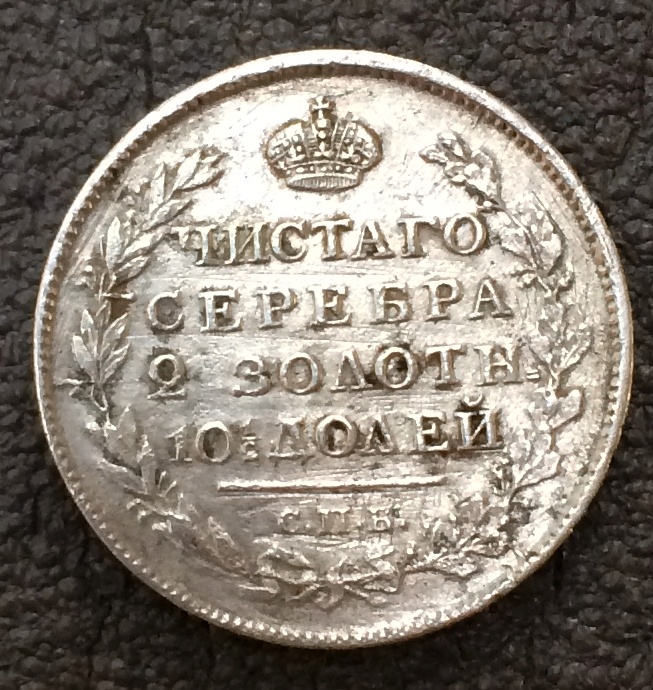 ЧИСТАГО
СЕРЕБРА
2 ЗОЛОТН.
10½ ДОЛЕЙ
С.П.Б.